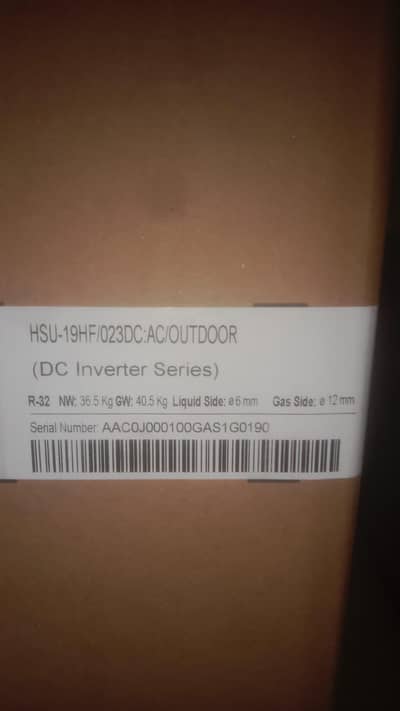 HSU-19HF/023DC:AC/OUTDOOR
(DC Inverter Series)
R-32 NW: 36.5 Kg GW: 40.5 Kg Liquid Side: ø 6 mm Gas Side: ø 12 mm
Serial Number: AAC0J000100GAS1G0190